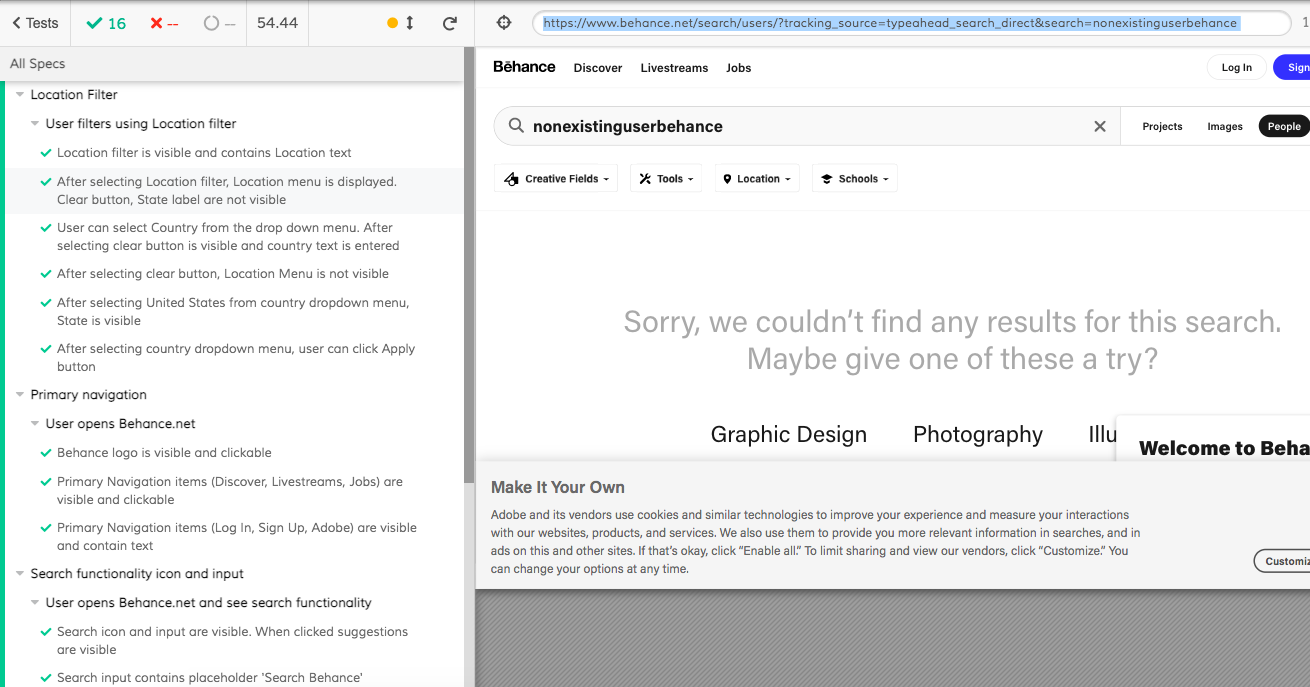 Tests
16
--
--
54.44
https://www.behance.net/search/users/?tracking_source=typeahead_search_direct&search=nonexistinguserbehance
1
All Specs
Location Filter
User filters using Location filter
Location filter is visible and contains Location text
After selecting Location filter, Location menu is displayed.
Clear button, State label are not visible
User can select Country from the drop down menu. After
selecting clear button is visible and country text is entered
After selecting clear button, Location Menu is not visible
After selecting United States from country dropdown menu,
State is visible
After selecting country dropdown menu, user can click Apply
button
Primary navigation
User opens Behance.net
Behance logo is visible and clickable
Primary Navigation items (Discover, Livestreams, Jobs) are
visible and clickable
Primary Navigation items (Log In, Sign Up, Adobe) are visible
and contain text
Search functionality icon and input
User opens Behance.net and see search functionality
Search icon and input are visible. When clicked suggestions
are visible
Search input contains placeholder 'Search Behance'
Bēhance Discover Livestreams Jobs Log In Sign
nonexistinguserbehance Projects Images People
Creative Fields Tools Location Schools
Sorry, we couldn’t find any results for this search.
Maybe give one of these a try?
Graphic Design Photography Illu
Welcome to Beha
Make It Your Own
Adobe and its vendors use cookies and similar technologies to improve your experience and measure your interactions
with our websites, products, and services. We also use them to provide you more relevant information in searches, and in
ads on this and other sites. If that’s okay, click “Enable all.” To limit sharing and view our vendors, click “Customize.” You
can change your options at any time.
Customiz